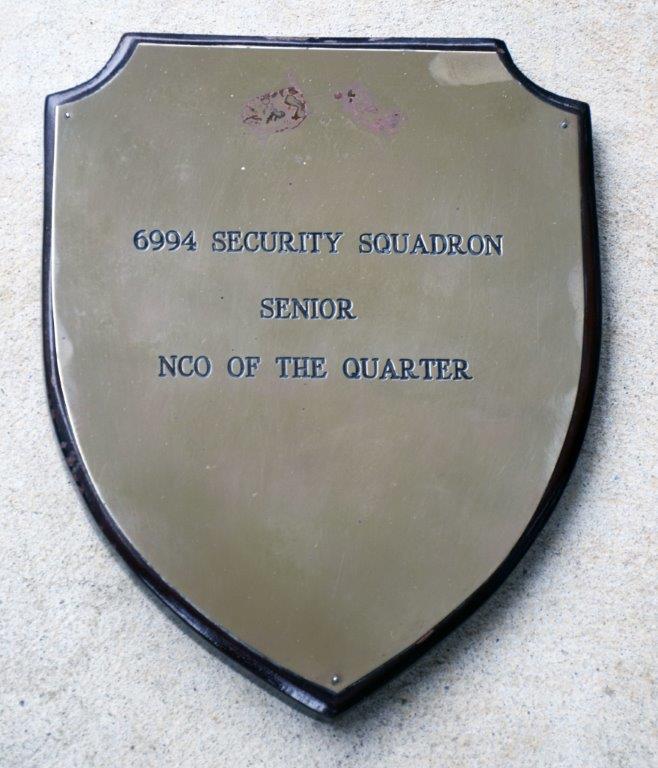 6994 SECURITY SQUADRON
SENIOR
NCO OF THE QUARTER